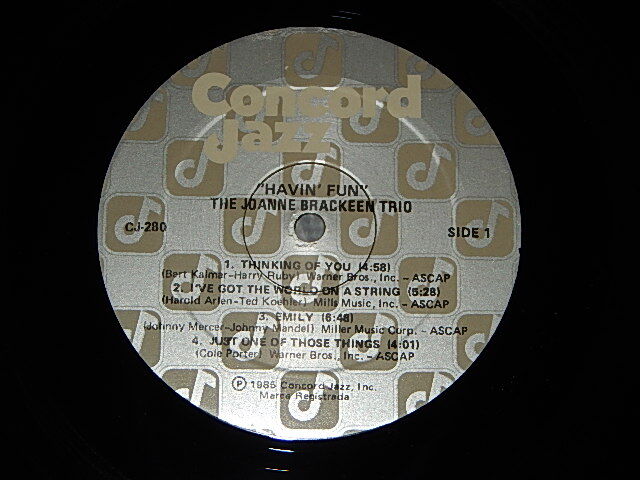 Concord
Jazz
"HAVIN' FUN"
THE JOANNE BRACKEEN TRIO
CJ-280
SIDE 1
1. THINKING OF YOU (4:58)
(Bert Kalmar-Harry Ruby) Warner Bros., Inc. - ASCAP
2. I'VE GOT THE WORLD ON A STRING (5:28)
(Harold Arlen-Ted Koehler) Mills Music, Inc. - ASCAP
3. EMILY (6:48)
(Johnny Mercer-Johnny Mandel) Miller Music Corp. - ASCAP
4. JUST ONE OF THOSE THINGS (4:01)
(Cole Porter) Warner Bros., Inc. - ASCAP
℗ 1985 Concord Jazz, Inc.
Marca Registrada